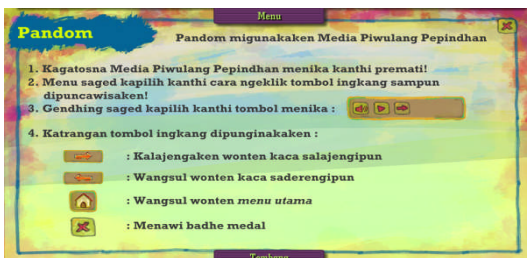 Menu
Pandom
Pandom migunakaken Media Piwulang Pepindhan
1. Kagatosna Media Piwulang Pepindhan menika kanthi premati!
2. Menu saged kapilih kanthi cara ngeklik tombol ingkang sampun
dipuncawisaken!
3. Gendhing saged kapilih kanthi tombol menika :
4. Katrangan tombol ingkang dipunginakaken :
: Kalajengaken wonten kaca salajengipun
: Wangsul wonten kaca saderengipun
: Wangsul wonten menu utama
: Menawi badhe medal
Tembang